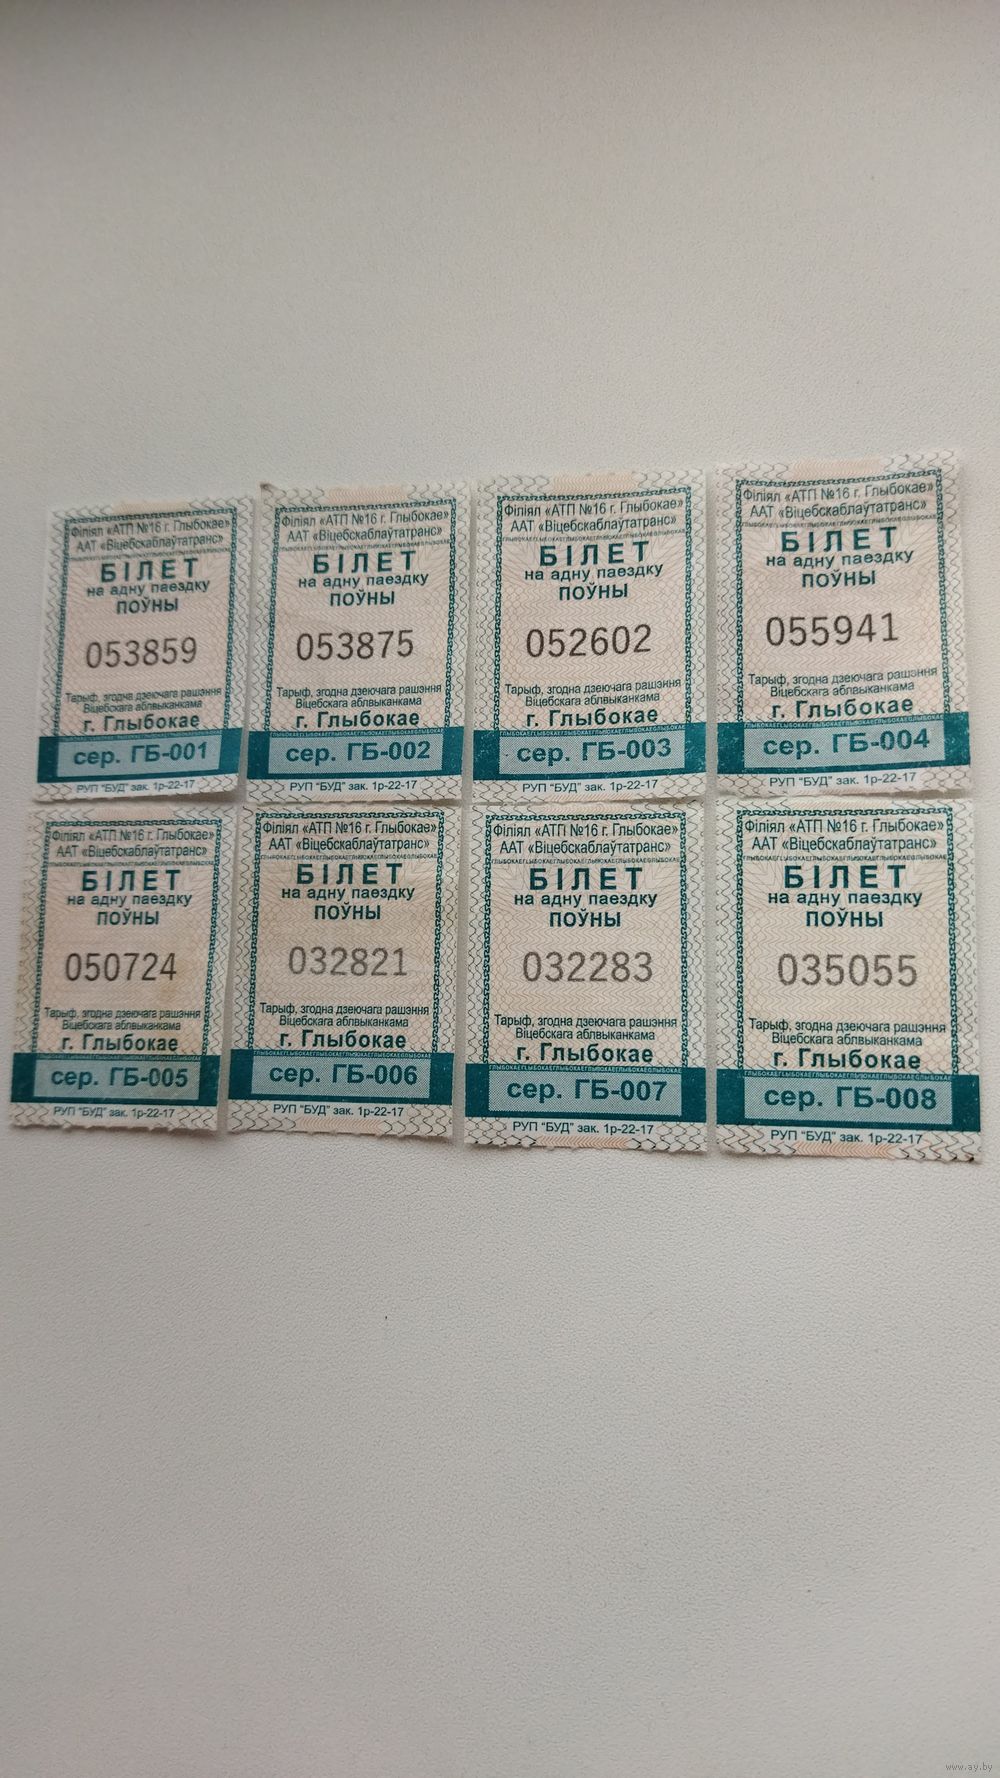 Філіял «АТП №16 г. Глыбокае»
ААТ «Віцебскаблаўтатранс»
БІЛЕТ
на адну паездку
ПОЎНЫ
053859
Тарыф, згодна дзеючага рашэння
Віцебскага аблвыканкама
г. Глыбокае
сер. ГБ-001
РУП "БУД" зак. 1р-22-17
Філіял «АТП №16 г. Глыбокае»
ААТ «Віцебскаблаўтатранс»
БІЛЕТ
на адну паездку
ПОЎНЫ
053875
Тарыф, згодна дзеючага рашэння
Віцебскага аблвыканкама
г. Глыбокае
сер. ГБ-002
РУП "БУД" зак. 1р-22-17
Філіял «АТП №16 г. Глыбокае»
ААТ «Віцебскаблаўтатранс»
БІЛЕТ
на адну паездку
ПОЎНЫ
052602
Тарыф, згодна дзеючага рашэння
Віцебскага аблвыканкама
г. Глыбокае
сер. ГБ-003
РУП "БУД" зак. 1р-22-17
Філіял «АТП №16 г. Глыбокае»
ААТ «Віцебскаблаўтатранс»
БІЛЕТ
на адну паездку
ПОЎНЫ
055941
Тарыф, згодна дзеючага рашэння
Віцебскага аблвыканкама
г. Глыбокае
сер. ГБ-004
РУП "БУД" зак. 1р-22-17
Філіял «АТП №16 г. Глыбокае»
ААТ «Віцебскаблаўтатранс»
БІЛЕТ
на адну паездку
ПОЎНЫ
050724
Тарыф, згодна дзеючага рашэння
Віцебскага аблвыканкама
г. Глыбокае
сер. ГБ-005
РУП "БУД" зак. 1р-22-17
Філіял «АТП №16 г. Глыбокае»
ААТ «Віцебскаблаўтатранс»
БІЛЕТ
на адну паездку
ПОЎНЫ
032821
Тарыф, згодна дзеючага рашэння
Віцебскага аблвыканкама
г. Глыбокае
сер. ГБ-006
РУП "БУД" зак. 1р-22-17
Філіял «АТП №16 г. Глыбокае»
ААТ «Віцебскаблаўтатранс»
БІЛЕТ
на адну паездку
ПОЎНЫ
032283
Тарыф, згодна дзеючага рашэння
Віцебскага аблвыканкама
г. Глыбокае
сер. ГБ-007
РУП "БУД" зак. 1р-22-17
Філіял «АТП №16 г. Глыбокае»
ААТ «Віцебскаблаўтатранс»
БІЛЕТ
на адну паездку
ПОЎНЫ
035055
Тарыф, згодна дзеючага рашэння
Віцебскага аблвыканкама
г. Глыбокае
сер. ГБ-008
РУП "БУД" зак. 1р-22-17
www.ay.by